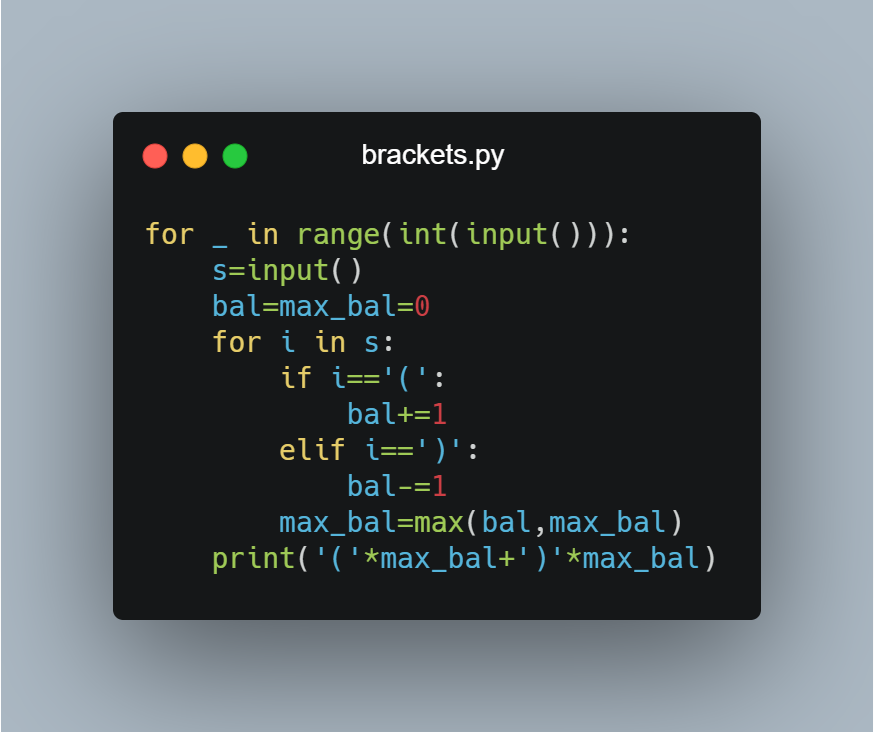 brackets.py
for _ in range(int(input())):
    s=input()
    bal=max_bal=0
    for i in s:
        if i=='(':
            bal+=1
        elif i==')':
            bal-=1
        max_bal=max(bal,max_bal)
    print('('*max_bal+')'*max_bal)